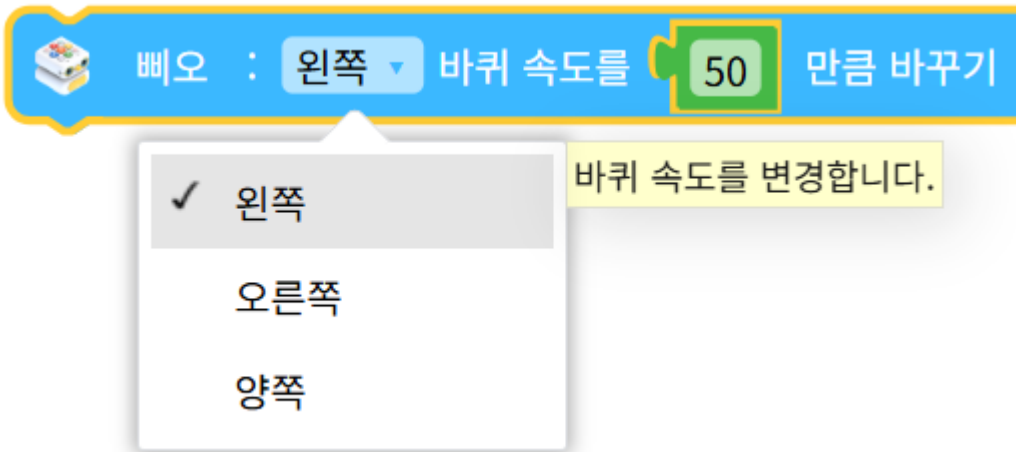 삐오 : 왼쪽 바퀴 속도를 50 만큼 바꾸기
바퀴 속도를 변경합니다.
왼쪽
오른쪽
양쪽